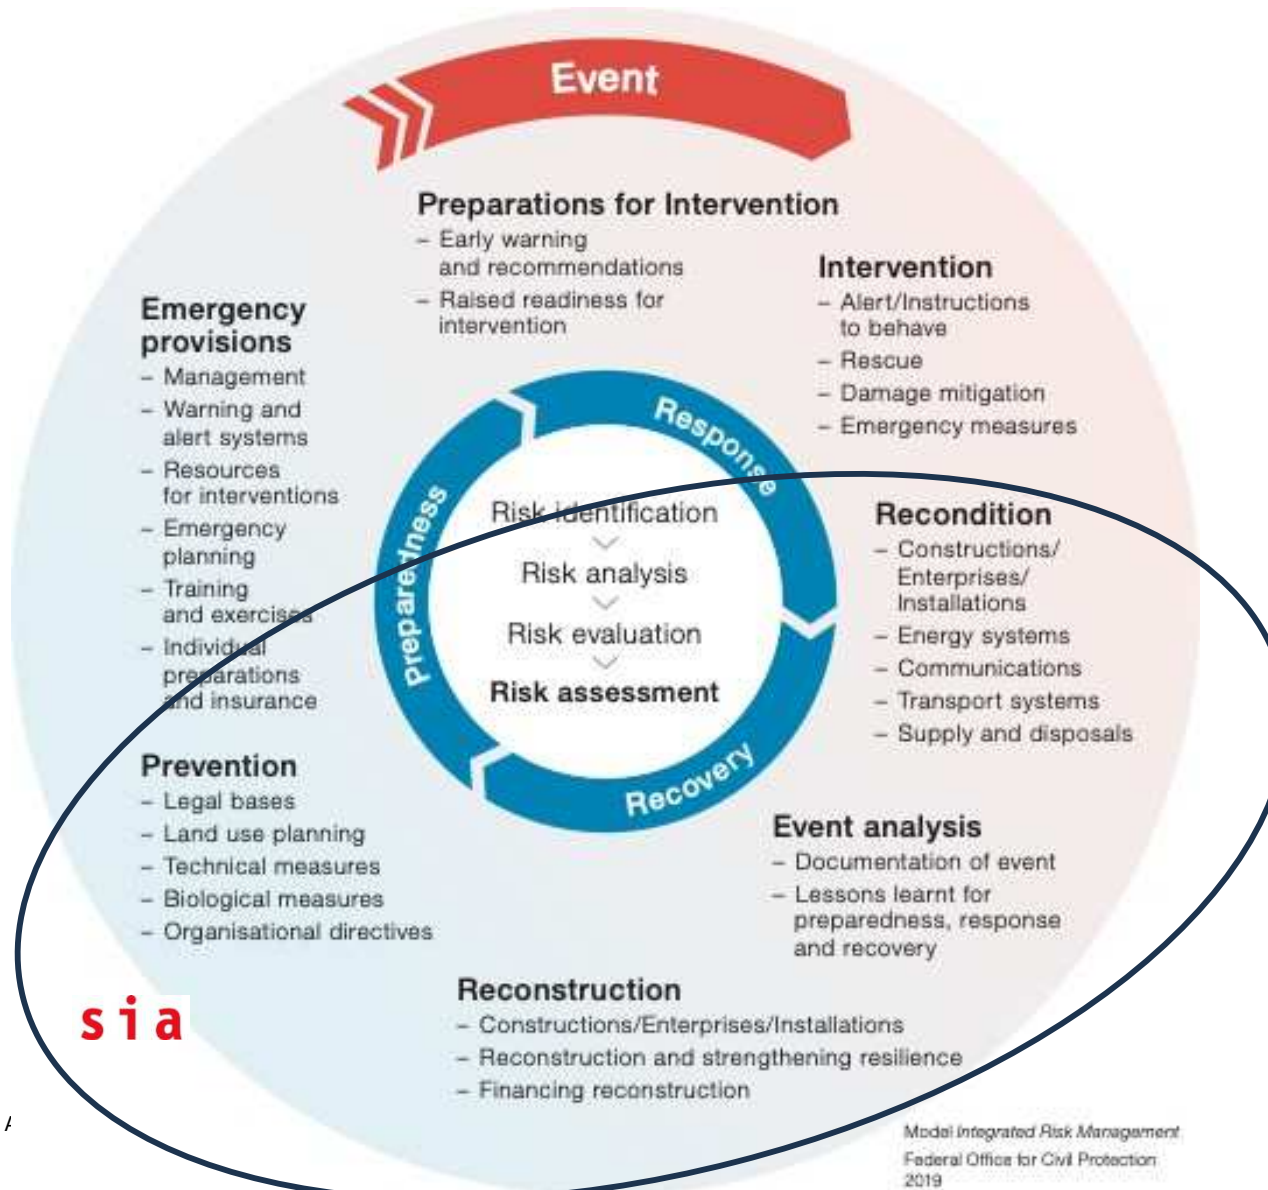 Event
Preparations for Intervention
– Early warning
and recommendations
– Raised readiness for
intervention
Intervention
– Alert/Instructions
to behave
– Rescue
– Damage mitigation
– Emergency measures
Emergency
provisions
– Management
– Warning and
alert systems
– Resources
for interventions
– Emergency
planning
– Training
and exercises
– Individual
preparations
and insurance
Response
Preparedness
Recovery
Risk identification
Risk analysis
Risk evaluation
Risk assessment
Recondition
– Constructions/
Enterprises/
Installations
– Energy systems
– Communications
– Transport systems
– Supply and disposals
Prevention
– Legal bases
– Land use planning
– Technical measures
– Biological measures
– Organisational directives
Event analysis
– Documentation of event
– Lessons learnt for
preparedness, response
and recovery
Reconstruction
– Constructions/Enterprises/Installations
– Reconstruction and strengthening resilience
– Financing reconstruction
sia
Model Integrated Risk Management
Federal Office for Civil Protection
2019